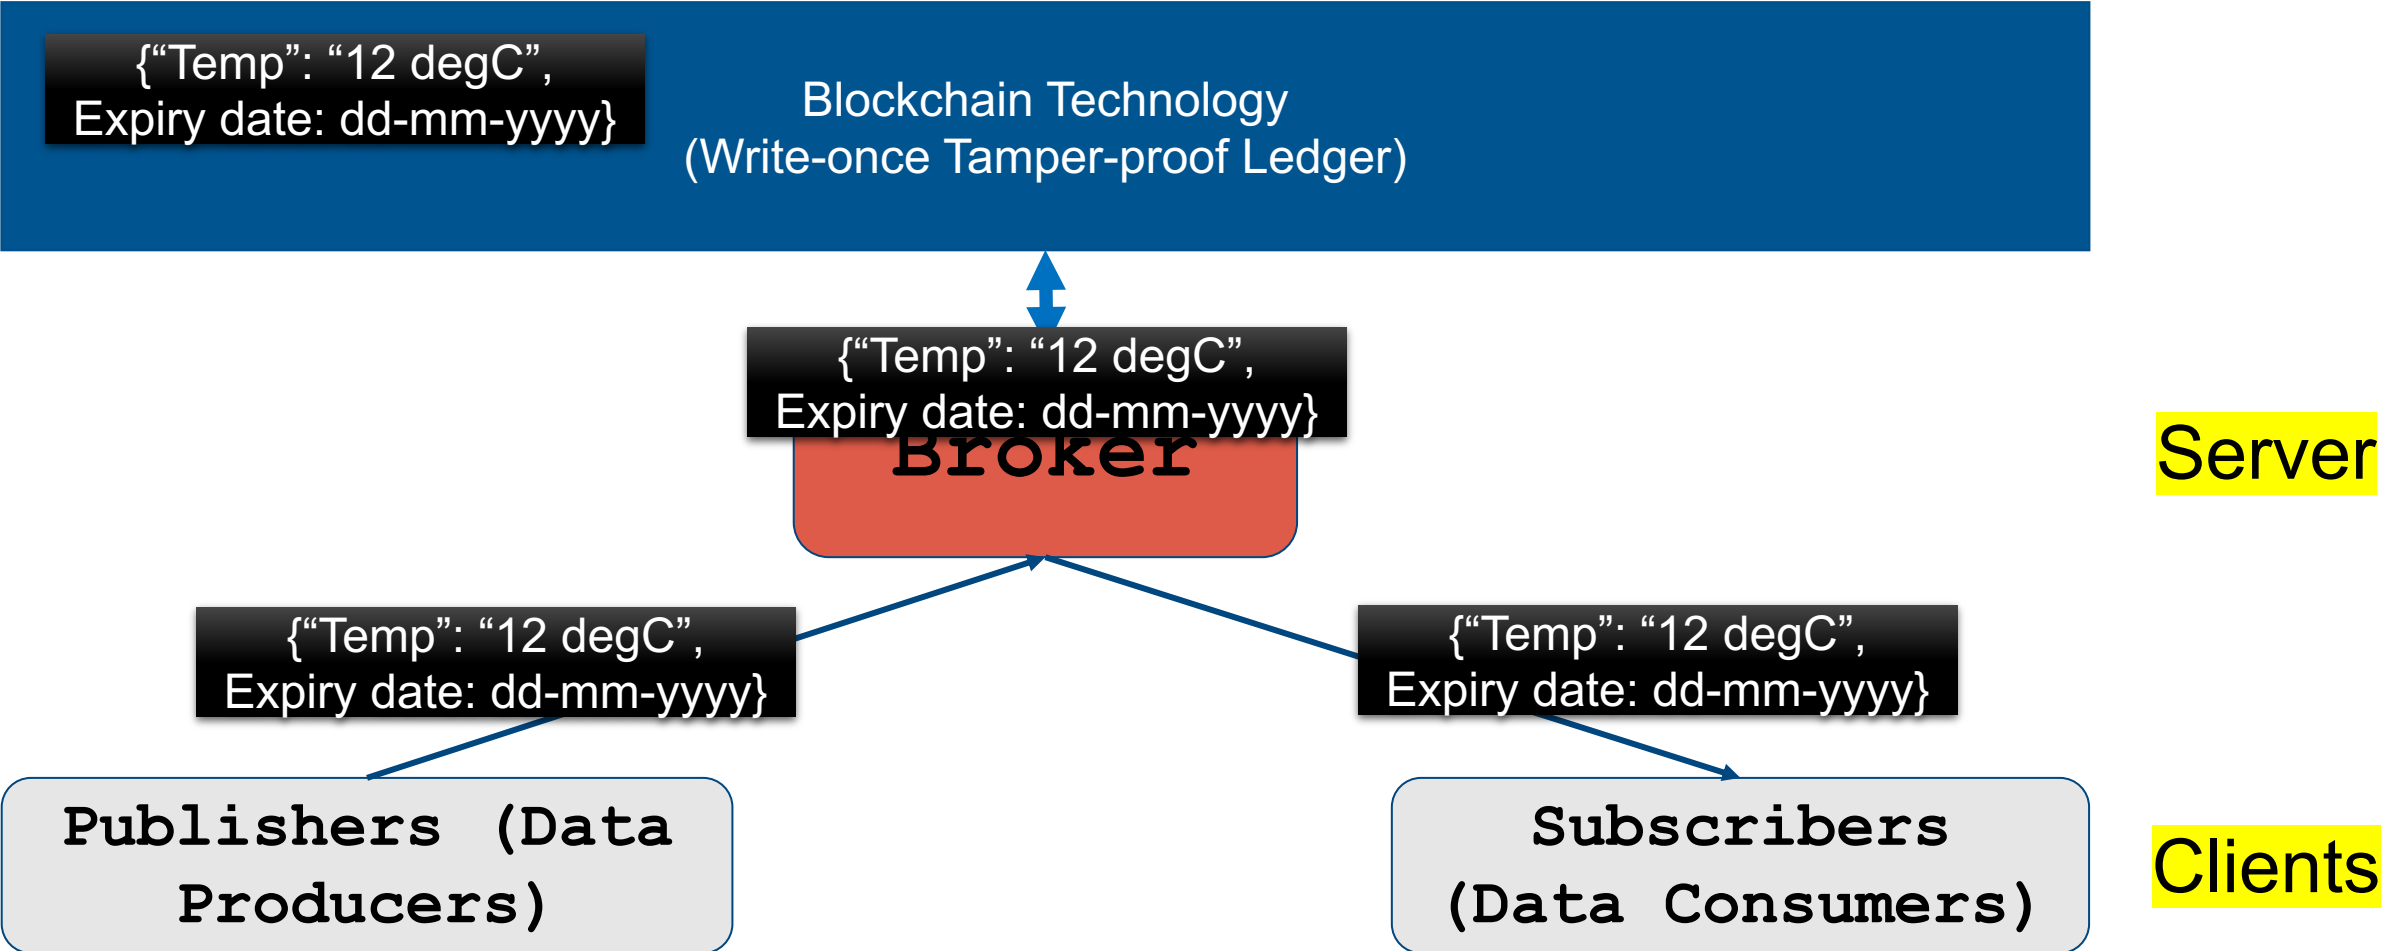 {“Temp”: “12 degC”,
Expiry date: dd-mm-yyyy}
Blockchain Technology
(Write-once Tamper-proof Ledger)
{“Temp”: “12 degC”,
Expiry date: dd-mm-yyyy}
Broker
Server
{“Temp”: “12 degC”,
Expiry date: dd-mm-yyyy}
{“Temp”: “12 degC”,
Expiry date: dd-mm-yyyy}
Publishers (Data
Producers)
Subscribers
(Data Consumers)
Clients